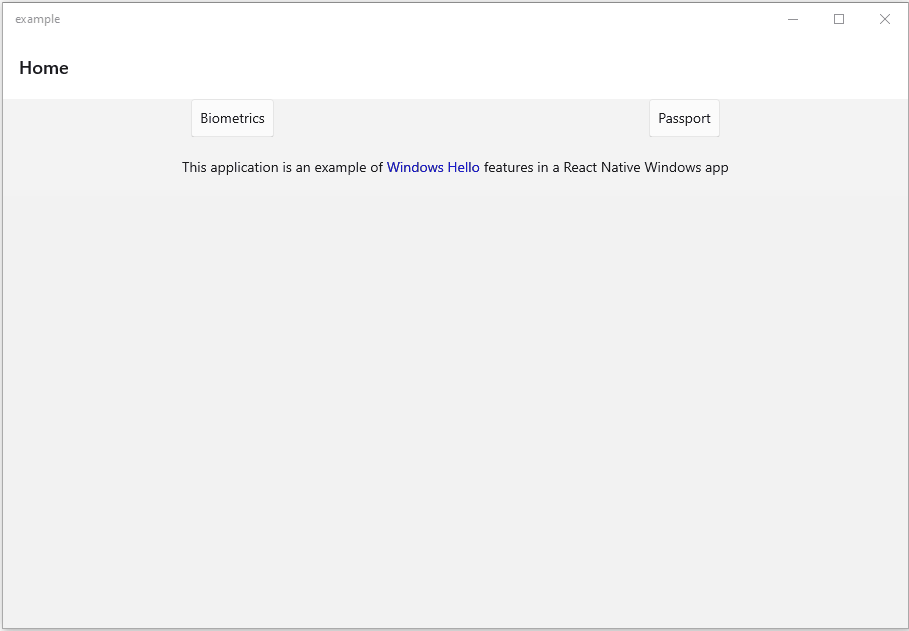 example
Home
Biometrics
Passport
This application is an example of Windows Hello features in a React Native Windows app